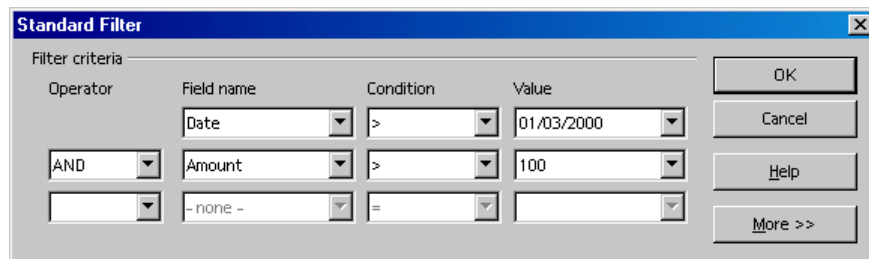 Standard Filter
Filter criteria
Operator Field name Condition Value
Date > 01/03/2000
AND Amount > 100
- none - =
OK
Cancel
Help
More >>